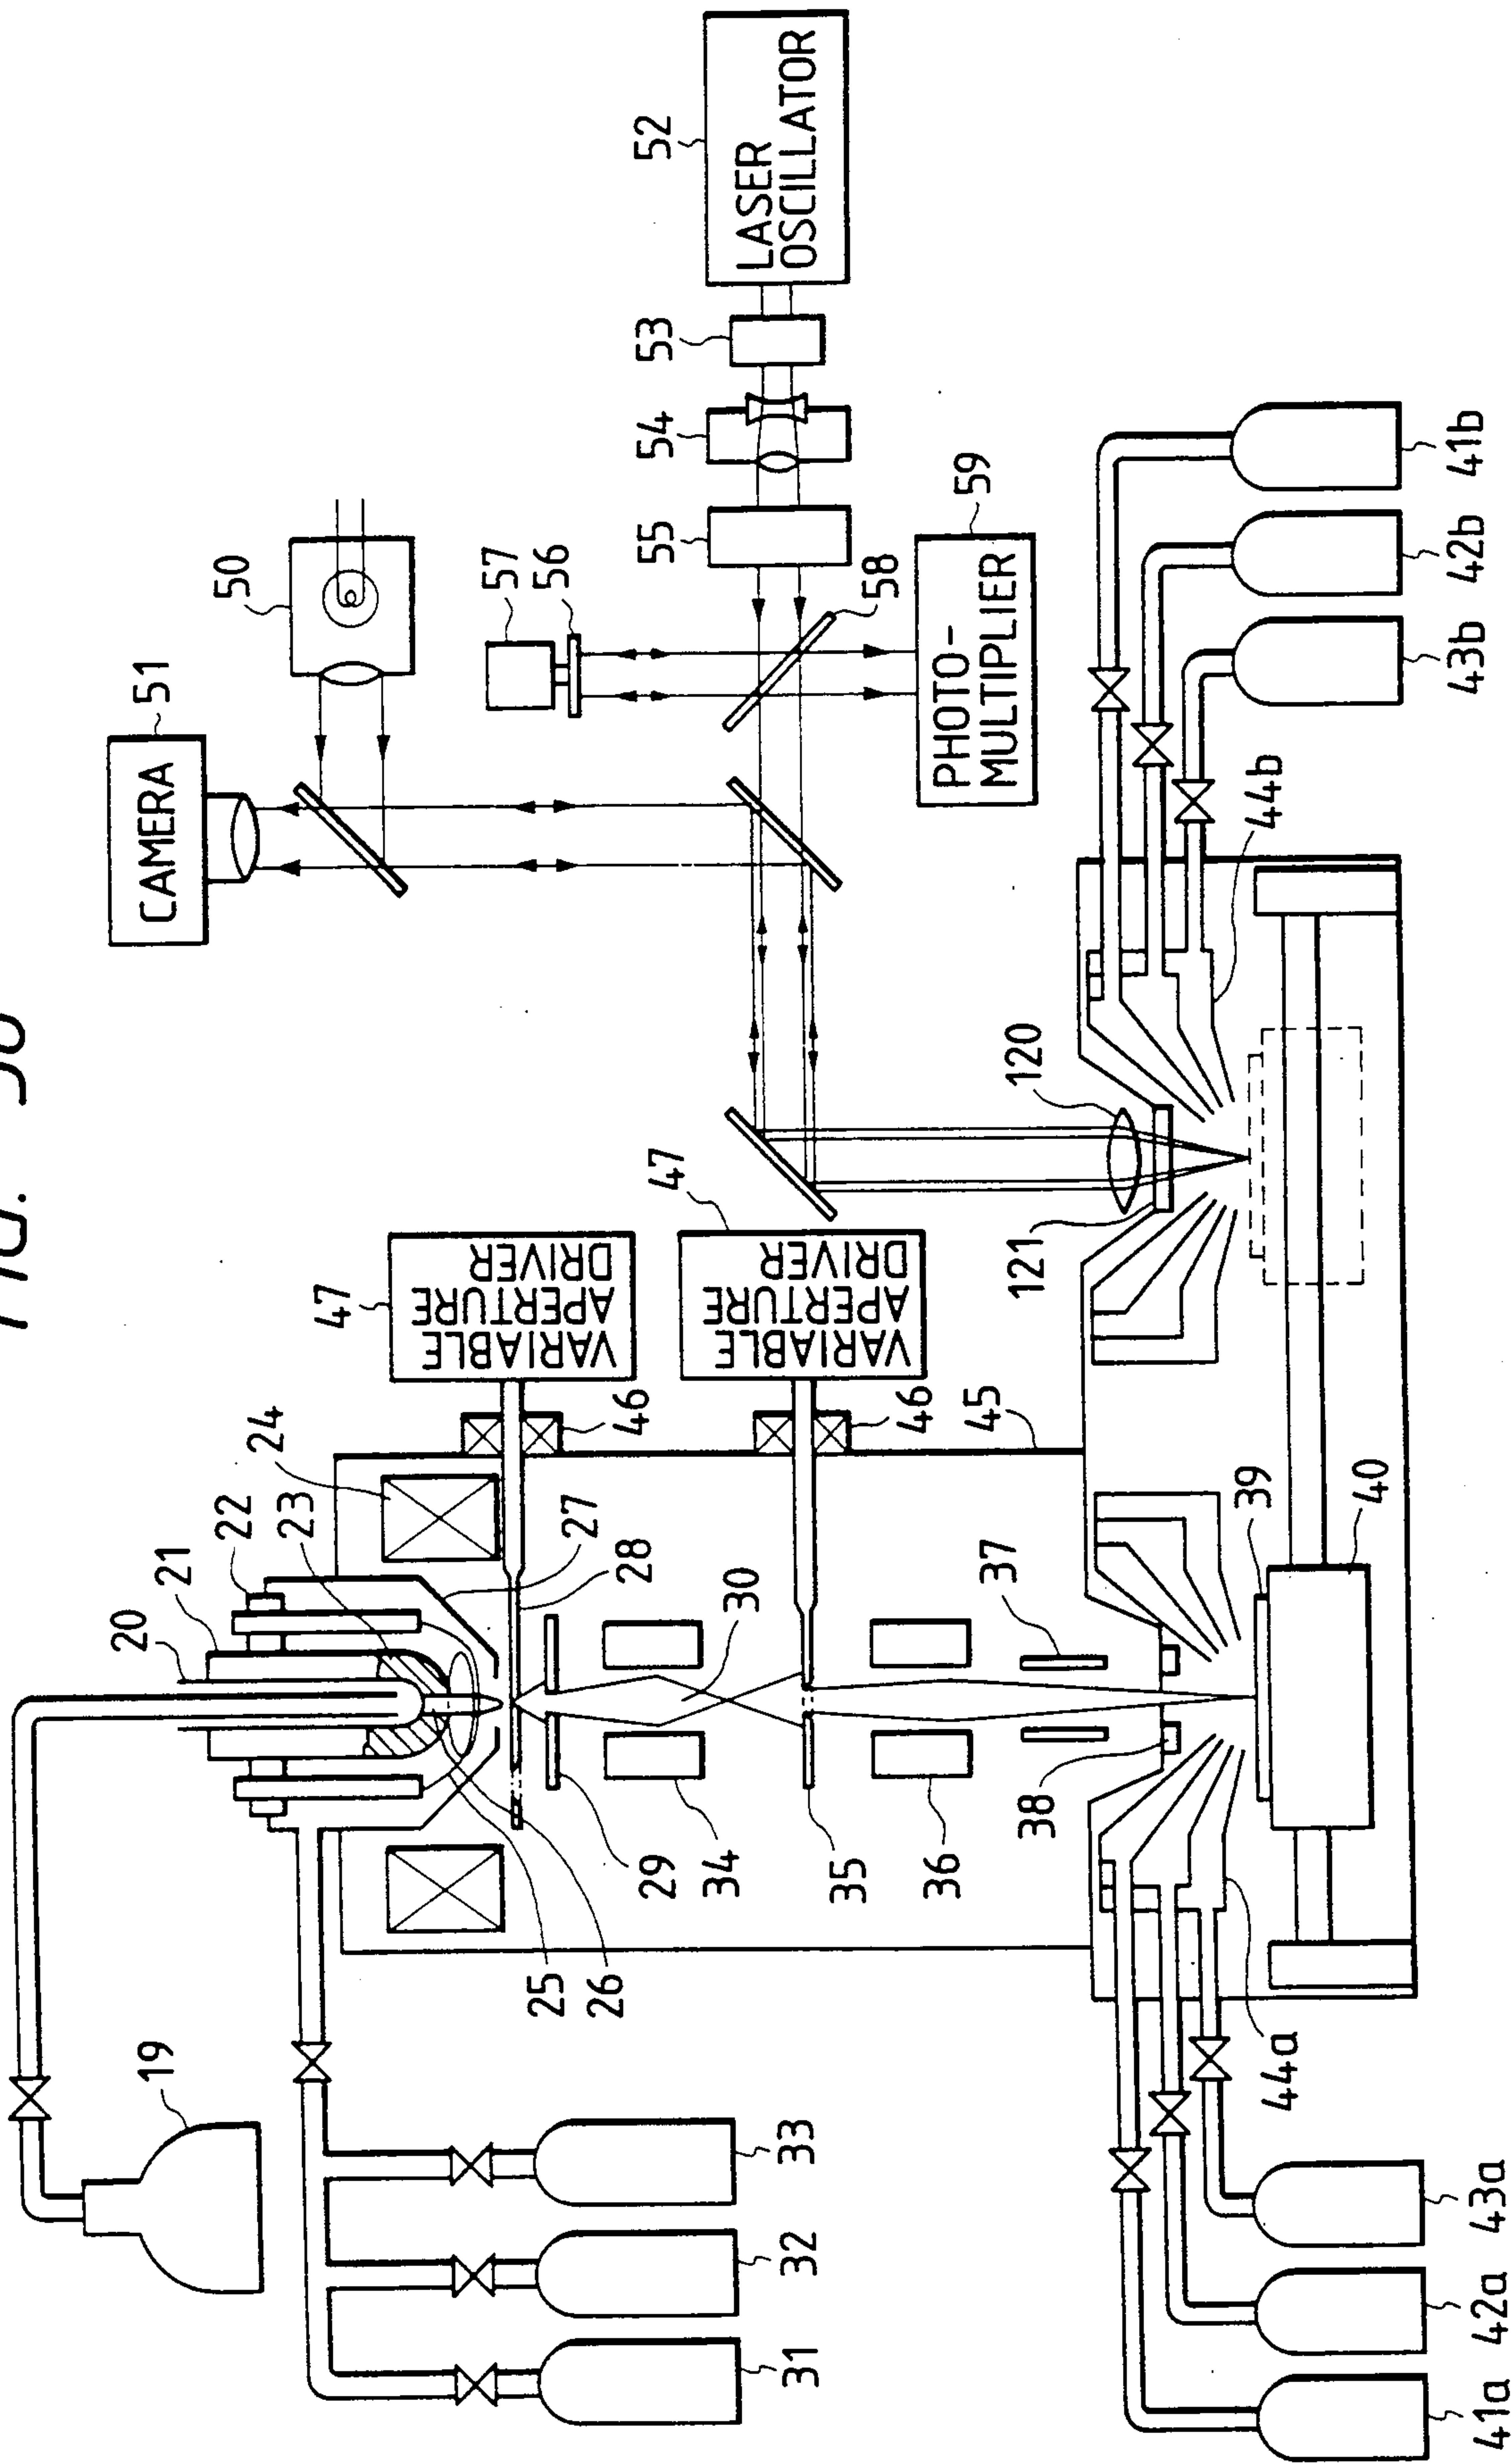 FIG.
CAMERA
51
50
20
21
22
23
24
19
47
VARIABLE
APERTURE
DRIVER
57
56
25
26
46
27
28
52
LASER
OSCILLATOR
53
54
55
29
34
30
47
VARIABLE
APERTURE
DRIVER
31
32
33
35
36
46
45
37
58
59
PHOTO-
MULTIPLIER
38
121
120
44b
39
40
44a
41a
42a
43a
43b
42b
41b